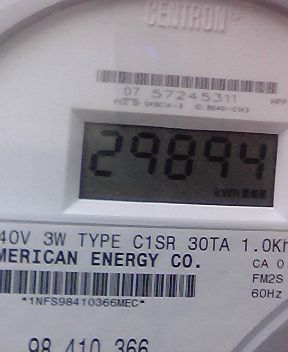 CENTRON
07 57245311
29894
kWh
40V 3W TYPE C1SR 30TA 1.0Kh
MERICAN ENERGY CO.
CA 0
FM2S
60Hz
*1NFS98410366MEC*
98 410 366